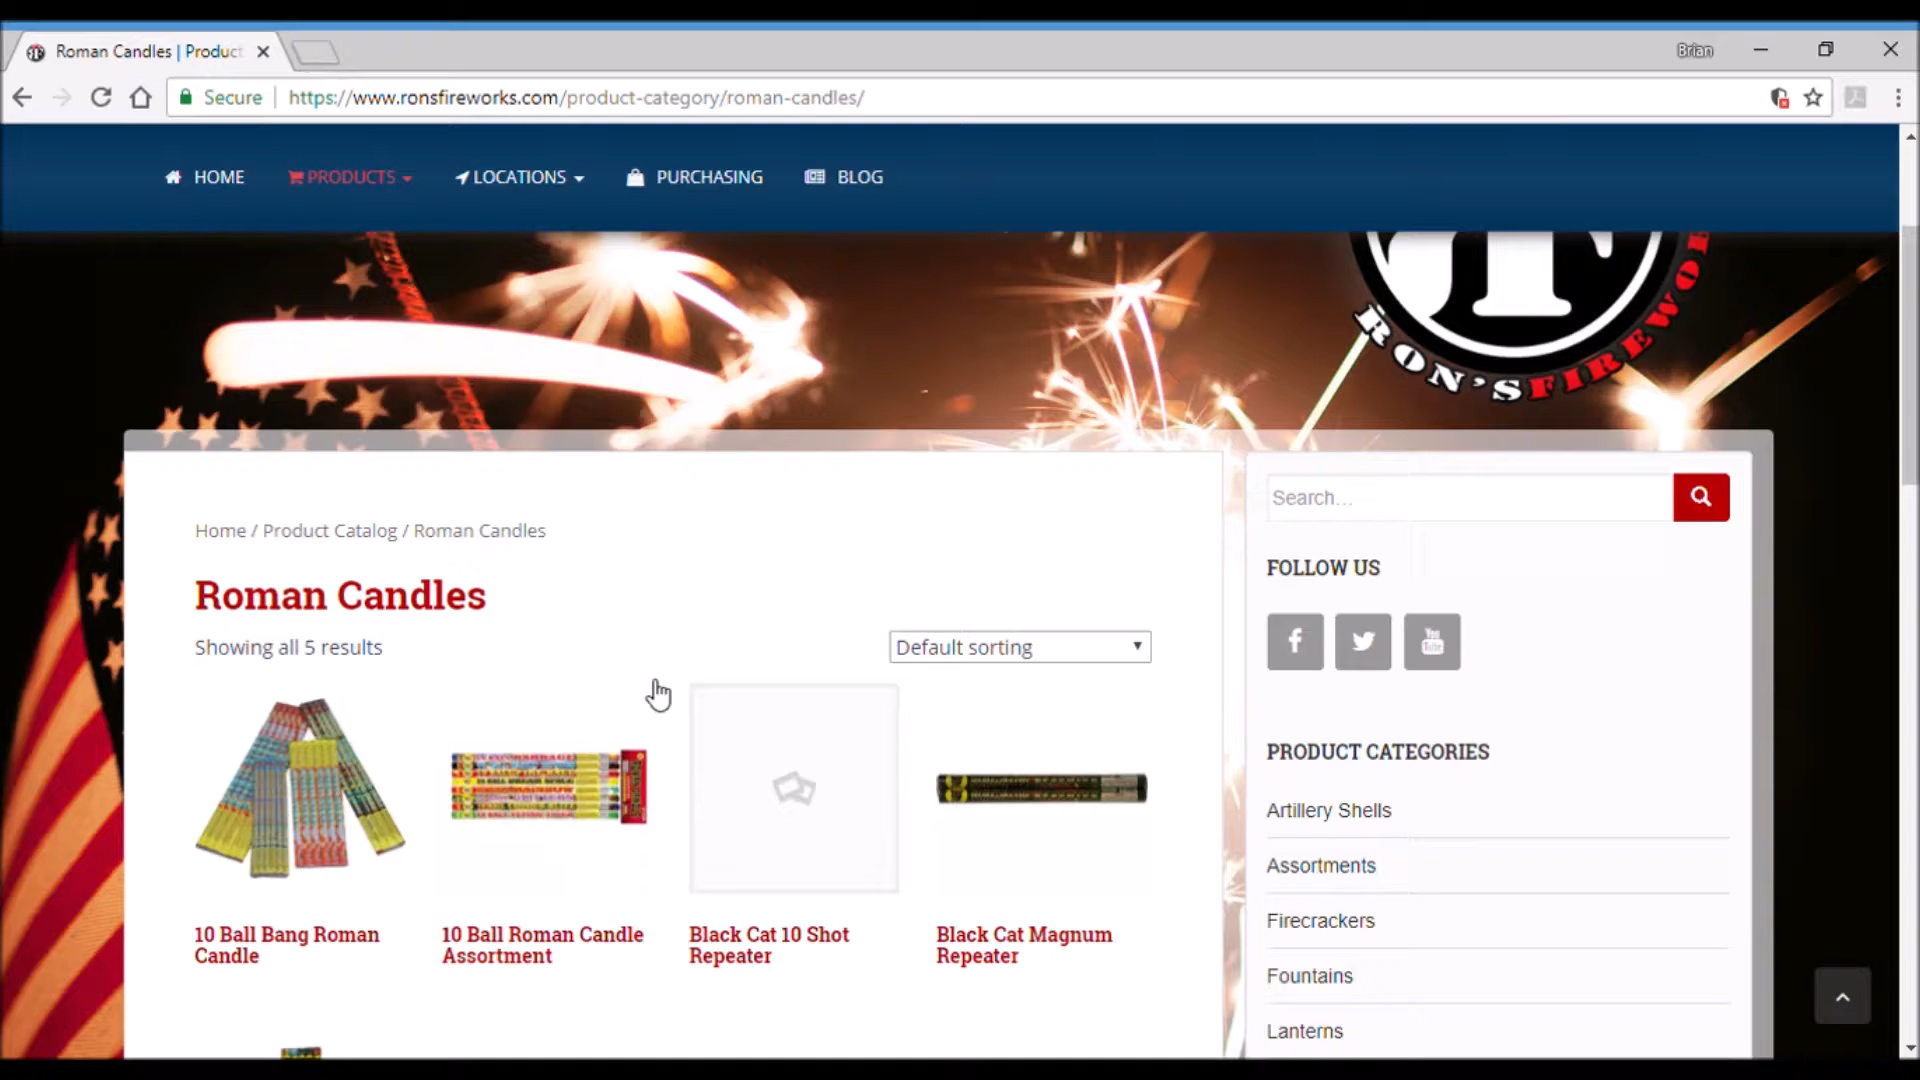 Roman Candles | Product
Brian
Secure
https://www.ronsfireworks.com/product-category/roman-candles/
HOME
PRODUCTS
LOCATIONS
PURCHASING
BLOG
RON'S FIREWOR
Search...
Home / Product Catalog / Roman Candles
FOLLOW US
Roman Candles
Showing all 5 results
Default sorting
You Tube
PRODUCT CATEGORIES
Artillery Shells
Assortments
Firecrackers
Fountains
Lanterns
10 Ball Bang Roman
Candle
10 Ball Roman Candle
Assortment
Black Cat 10 Shot
Repeater
Black Cat Magnum
Repeater